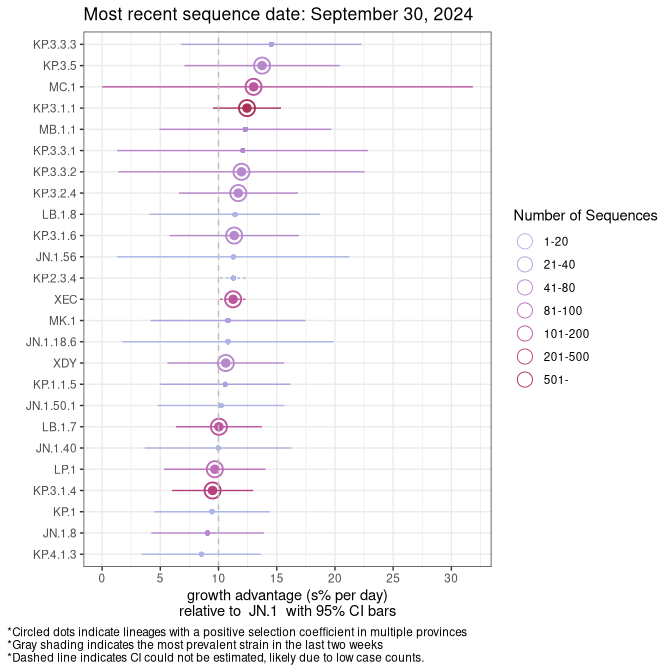 Most recent sequence date: September 30, 2024
KP.3.3.3
KP.3.5
MC.1
KP.3.1.1
MB.1.1
KP.3.3.1
KP.3.3.2
KP.3.2.4
LB.1.8
KP.3.1.6
JN.1.56
KP.2.3.4
XEC
MK.1
JN.1.18.6
XDY
KP.1.1.5
JN.1.50.1
LB.1.7
JN.1.40
LP.1
KP.3.1.4
KP.1
JN.1.8
KP.4.1.3
0 5 10 15 20 25 30
growth advantage (s% per day)
relative to JN.1 with 95% CI bars
Number of Sequences
1-20
21-40
41-80
81-100
101-200
201-500
501-
*Circled dots indicate lineages with a positive selection coefficient in multiple provinces
*Gray shading indicates the most prevalent strain in the last two weeks
*Dashed line indicates CI could not be estimated, likely due to low case counts.